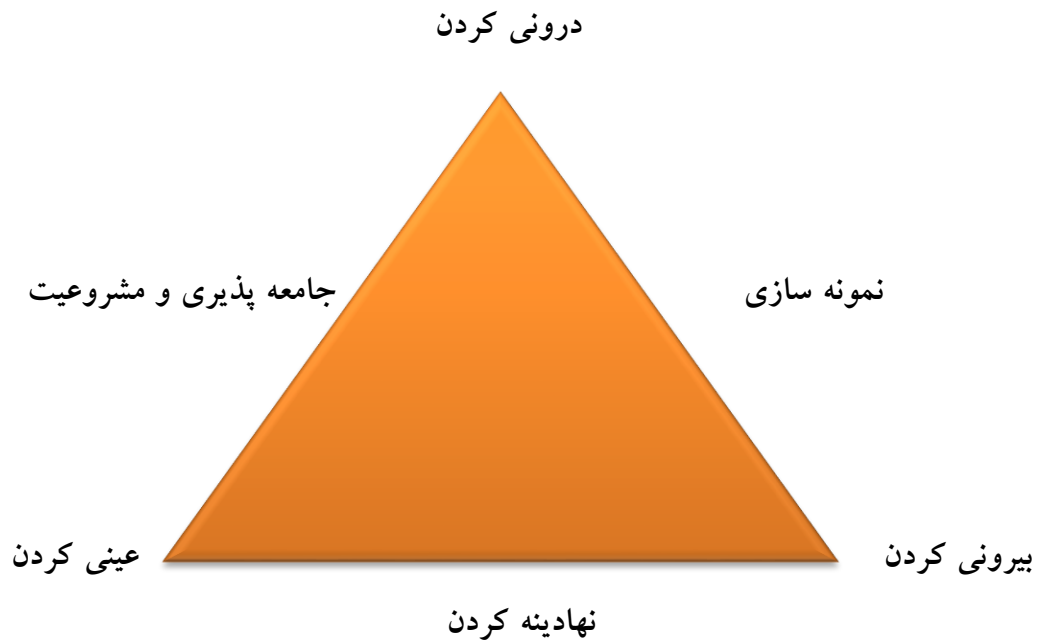 درونی کردن
نمونه سازی
جامعه پذیری و مشروعیت
بیرونی کردن
عینی کردن
نهادینه کردن